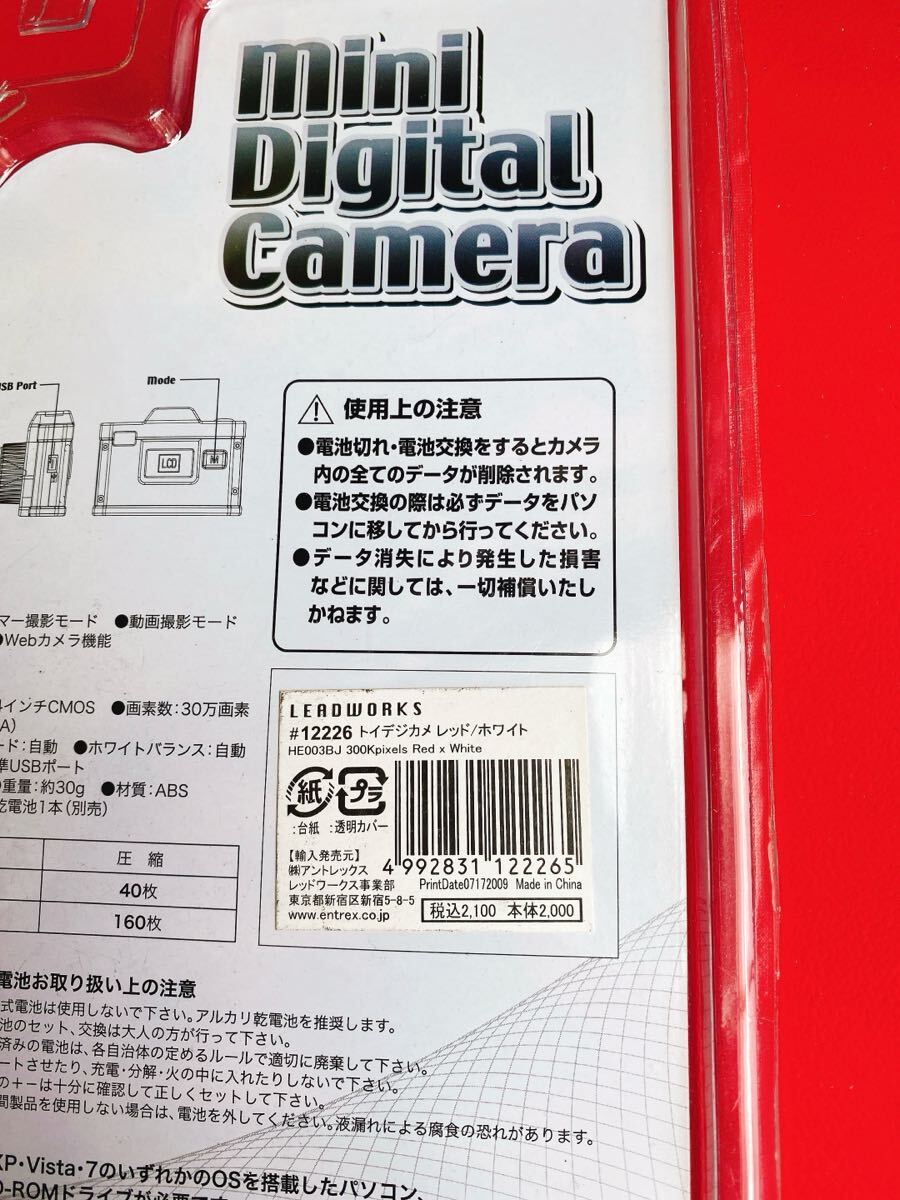 mini
Digital
Camera
USB Port
Mode
LCD
M
使用上の注意
●電池切れ・電池交換をするとカメラ
内の全てのデータが削除されます。
●電池交換の際は必ずデータをパソ
コンに移してから行ってください。
●データ消失により発生した損害
などに関しては、一切補償いたし
かねます。
マー撮影モード ●動画撮影モード
●Webカメラ機能
インチCMOS ●画素数:30万画素
A)
ード:自動 ●ホワイトバランス:自動
準USBポート
重量:約30g ●材質:ABS
乾電池1本(別売)
圧縮
40枚
160枚
LEADWORKS
#12226 トイデジカメ レッド/ホワイト
HE003BJ 300Kpixels Red x White
紙 プラ
:台紙 :透明カバー
4 992831 122265
【輸入発売元】
㈱アントレックス
レッドワークス事業部 PrintDate07172009 Made in China
東京都新宿区新宿5-8-5
www.entrex.co.jp 税込2,100 本体2,000
電池お取り扱い上の注意
式電池は使用しないで下さい。アルカリ乾電池を推奨します。
池のセット、交換は大人の方が行って下さい。
済みの電池は、各自治体の定めるルールで適切に廃棄して下さい。
ートさせたり、充電・分解・火の中に入れたりしないで下さい。
の+-は十分に確認して正しくセットして下さい。
間製品を使用しない場合は、電池を外してください。液漏れによる腐食の恐れがあります。
XP・Vista・7のいずれかのOSを搭載したパソコン、
D-ROMドライブが必要です